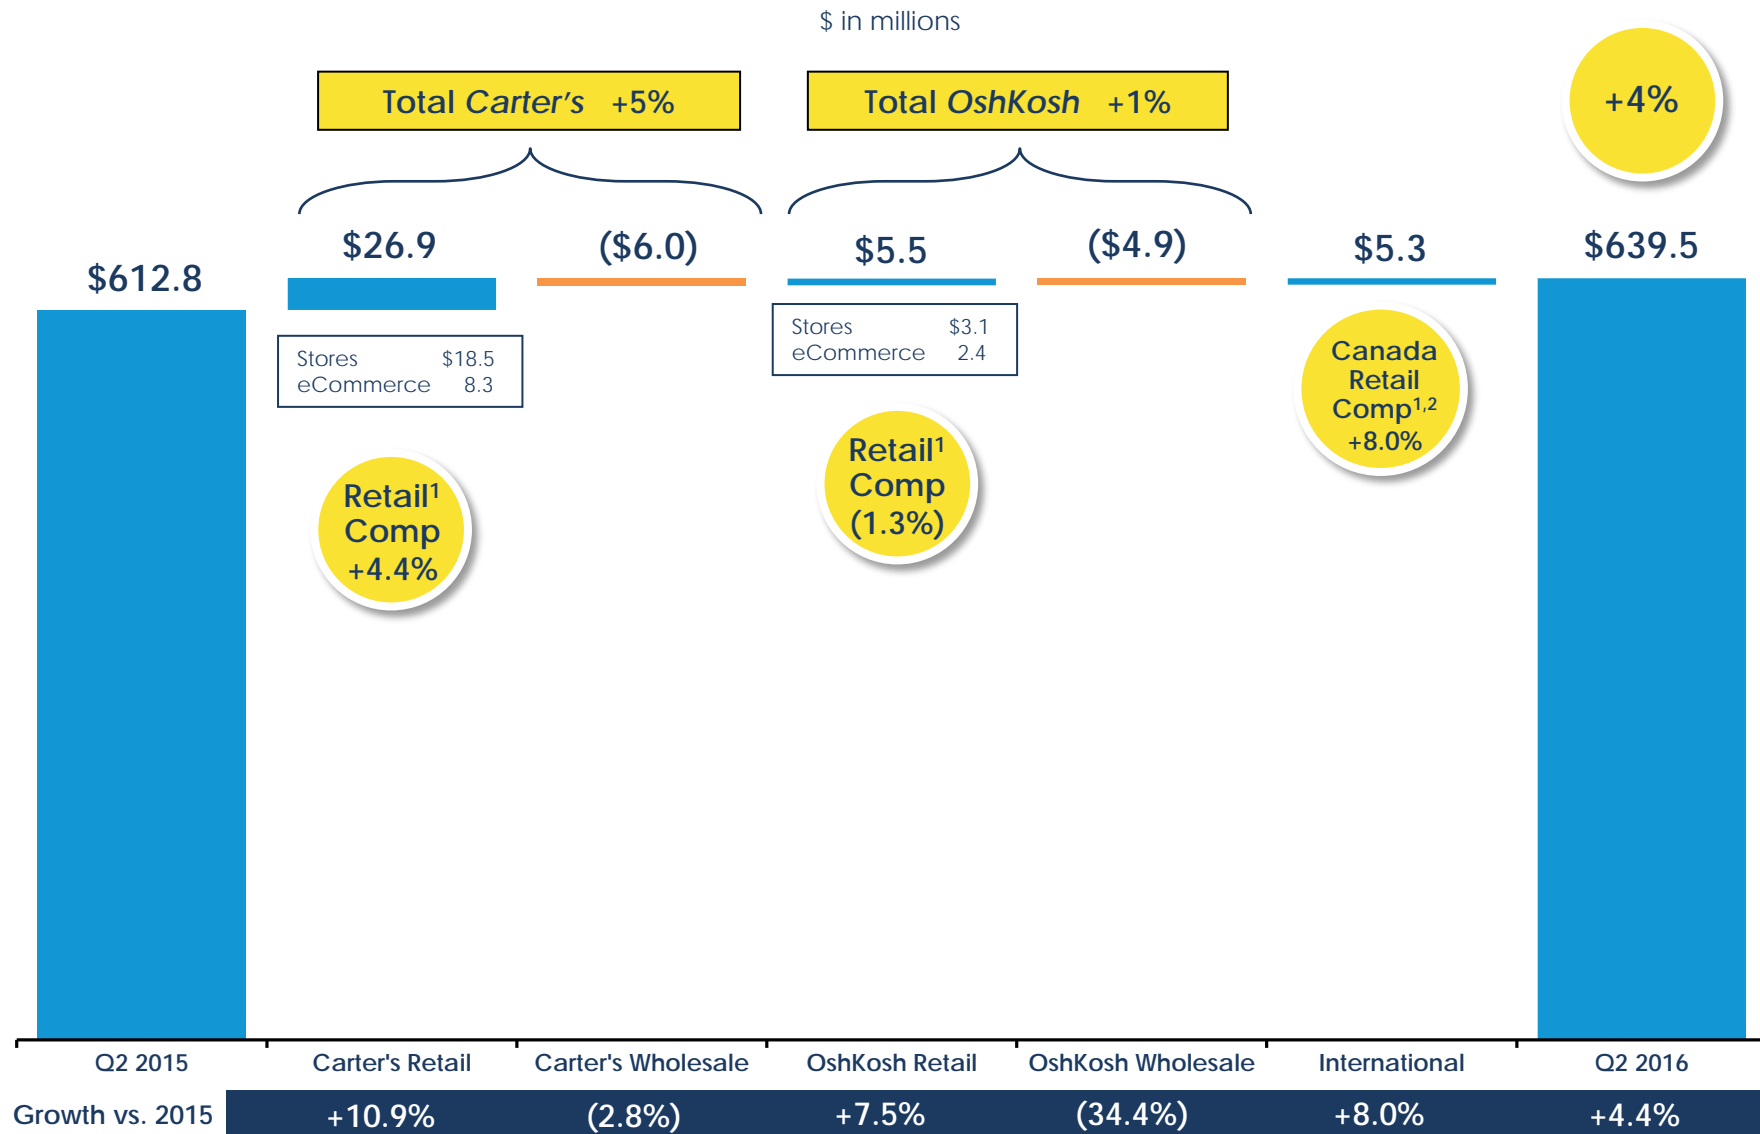 $ in millions
Total Carter's +5%
Total OshKosh +1%
+4%
$612.8
$26.9
($6.0)
$5.5
($4.9)
$5.3
$639.5
Stores $18.5
eCommerce 8.3
Stores $3.1
eCommerce 2.4
Retail¹
Comp
+4.4%
Retail¹
Comp
(1.3%)
Canada
Retail
Comp¹,²
+8.0%
Q2 2015 Carter's Retail Carter's Wholesale OshKosh Retail OshKosh Wholesale International Q2 2016
Growth vs. 2015 +10.9% (2.8%) +7.5% (34.4%) +8.0% +4.4%